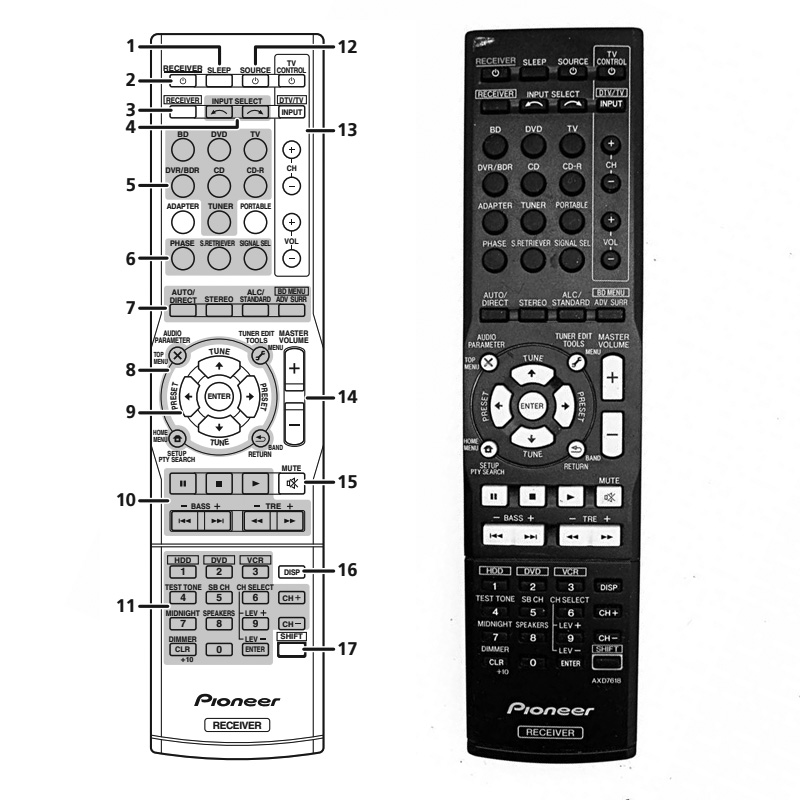 1
12
RECEIVER SLEEP SOURCE TV CONTROL
2
RECEIVER INPUT SELECT DTV/TV
INPUT
3
4
13
BD DVD TV
CH
DVR/BDR CD CD-R
5
ADAPTER TUNER PORTABLE
VOL
PHASE S.RETRIEVER SIGNAL SEL
6
AUTO/ DIRECT STEREO ALC/ STANDARD BD MENU ADV SURR
7
AUDIO PARAMETER TUNER EDIT TOOLS MASTER VOLUME
TOP MENU TUNE MENU
8
PRESET ENTER PRESET
9
14
HOME MENU TUNE BAND
SETUP PTY SEARCH RETURN
MUTE
15
10
– BASS + – TRE +
HDD DVD VCR
1 2 3 DISP
16
TEST TONE SB CH CH SELECT
4 5 6 CH+
11
MIDNIGHT SPEAKERS LEV +
7 8 9 CH–
DIMMER LEV – SHIFT
CLR 0 ENTER
17
+10
Pioneer
RECEIVER
RECEIVER SLEEP SOURCE TV CONTROL
RECEIVER INPUT SELECT DTV/TV
INPUT
BD DVD TV
CH
DVR/BDR CD CD-R
ADAPTER TUNER PORTABLE
VOL
PHASE S.RETRIEVER SIGNAL SEL
AUTO/ DIRECT STEREO ALC/ STANDARD BD MENU ADV SURR
AUDIO PARAMETER TUNER EDIT TOOLS MASTER VOLUME
TOP MENU TUNE MENU
PRESET ENTER PRESET
HOME MENU TUNE BAND
SETUP PTY SEARCH RETURN
MUTE
– BASS + – TRE +
HDD DVD VCR
1 2 3 DISP
TEST TONE SB CH CH SELECT
4 5 6 CH+
MIDNIGHT SPEAKERS LEV +
7 8 9 CH–
DIMMER LEV – SHIFT
CLR 0 ENTER
+10
AXD7618
Pioneer
RECEIVER